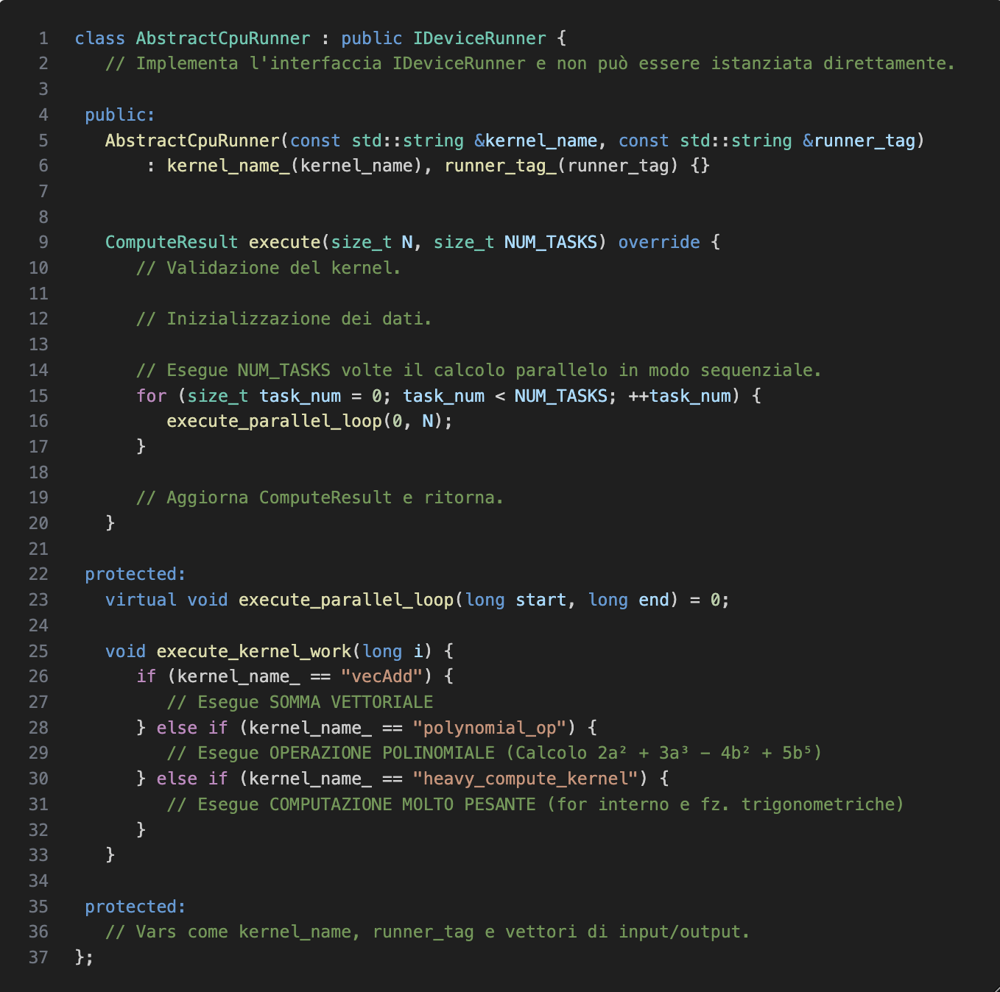 1 class AbstractCpuRunner : public IDeviceRunner {
2 // Implementa l'interfaccia IDeviceRunner e non può essere istanziata direttamente.
3
4 public:
5 AbstractCpuRunner(const std::string &kernel_name, const std::string &runner_tag)
6 : kernel_name_(kernel_name), runner_tag_(runner_tag) {}
7
8
9 ComputeResult execute(size_t N, size_t NUM_TASKS) override {
10 // Validazione del kernel.
11
12 // Inizializzazione dei dati.
13
14 // Esegue NUM_TASKS volte il calcolo parallelo in modo sequenziale.
15 for (size_t task_num = 0; task_num < NUM_TASKS; ++task_num) {
16 execute_parallel_loop(0, N);
17 }
18
19 // Aggiorna ComputeResult e ritorna.
20 }
21
22 protected:
23 virtual void execute_parallel_loop(long start, long end) = 0;
24
25 void execute_kernel_work(long i) {
26 if (kernel_name_ == "vecAdd") {
27 // Esegue SOMMA VETTORIALE
28 } else if (kernel_name_ == "polynomial_op") {
29 // Esegue OPERAZIONE POLINOMIALE (Calcolo 2a² + 3a³ − 4b² + 5b⁵)
30 } else if (kernel_name_ == "heavy_compute_kernel") {
31 // Esegue COMPUTAZIONE MOLTO PESANTE (for interno e fz. trigonometriche)
32 }
33 }
34
35 protected:
36 // Vars come kernel_name, runner_tag e vettori di input/output.
37 };